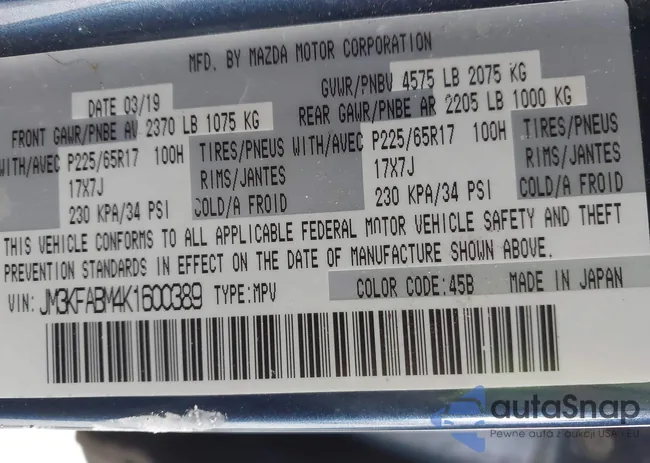 MFD. BY MAZDA MOTOR CORPORATION
DATE 03/19 GVWR/PNBV 4575 LB 2075 KG
FRONT GAWR/PNBE AV 2370 LB 1075 KG REAR GAWR/PNBE AR 2205 LB 1000 KG
WITH/AVEC P225/65R17 100H TIRES/PNEUS WITH/AVEC P225/65R17 100H TIRES/PNEUS
17X7J RIMS/JANTES 17X7J RIMS/JANTES
230 KPA/34 PSI COLD/A FROID 230 KPA/34 PSI COLD/A FROID
THIS VEHICLE CONFORMS TO ALL APPLICABLE FEDERAL MOTOR VEHICLE SAFETY AND THEFT
PREVENTION STANDARDS IN EFFECT ON THE DATE OF MANUFACTURE SHOWN ABOVE.
VIN: JM3KFABM4K1600389 TYPE:MPV COLOR CODE:45B MADE IN JAPAN
autoSnap
Pewne auta z aukcji USA i EU